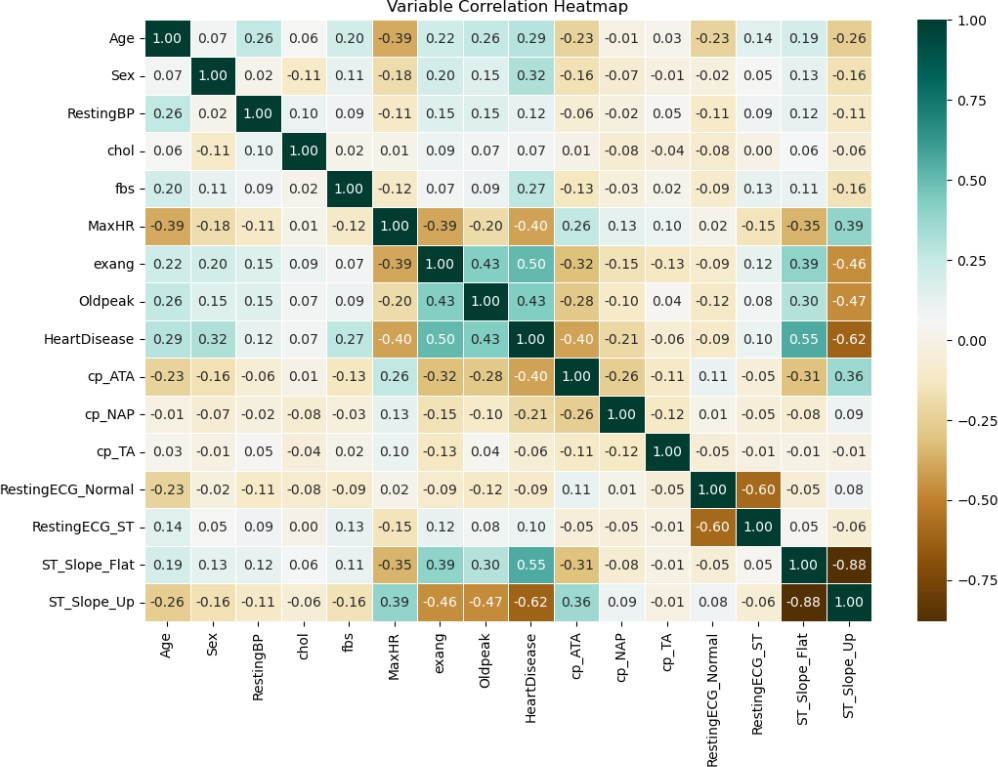 Variable Correlation Heatmap
Age 1.00 0.07 0.26 0.06 0.20 -0.39 0.22 0.26 0.29 -0.23 -0.01 0.03 -0.23 0.14 0.19 -0.26
Sex 0.07 1.00 0.02 -0.11 0.11 -0.18 0.20 0.15 0.32 -0.16 -0.07 -0.01 -0.02 0.05 0.13 -0.16
RestingBP 0.26 0.02 1.00 0.10 0.09 -0.11 0.15 0.15 0.12 -0.06 -0.02 0.05 -0.11 0.09 0.12 -0.11
chol 0.06 -0.11 0.10 1.00 0.02 0.01 0.09 0.07 0.07 0.01 -0.08 -0.04 -0.08 0.00 0.06 -0.06
fbs 0.20 0.11 0.09 0.02 1.00 -0.12 0.07 0.09 0.27 -0.13 -0.03 0.02 -0.09 0.13 0.11 -0.16
MaxHR -0.39 -0.18 -0.11 0.01 -0.12 1.00 -0.39 -0.20 -0.40 0.26 0.13 0.10 0.02 -0.15 -0.35 0.39
exang 0.22 0.20 0.15 0.09 0.07 -0.39 1.00 0.43 0.50 -0.32 -0.15 -0.13 -0.09 0.12 0.39 -0.46
Oldpeak 0.26 0.15 0.15 0.07 0.09 -0.20 0.43 1.00 0.43 -0.28 -0.10 0.04 -0.12 0.08 0.30 -0.47
HeartDisease 0.29 0.32 0.12 0.07 0.27 -0.40 0.50 0.43 1.00 -0.40 -0.21 -0.06 -0.09 0.10 0.55 -0.62
cp_ATA -0.23 -0.16 -0.06 0.01 -0.13 0.26 -0.32 -0.28 -0.40 1.00 -0.26 -0.11 0.11 -0.05 -0.31 0.36
cp_NAP -0.01 -0.07 -0.02 -0.08 -0.03 0.13 -0.15 -0.10 -0.21 -0.26 1.00 -0.12 0.01 -0.05 -0.08 0.09
cp_TA 0.03 -0.01 0.05 -0.04 0.02 0.10 -0.13 0.04 -0.06 -0.11 -0.12 1.00 -0.05 -0.01 -0.01 -0.01
RestingECG_Normal -0.23 -0.02 -0.11 -0.08 -0.09 0.02 -0.09 -0.12 -0.09 0.11 0.01 -0.05 1.00 -0.60 -0.05 0.08
RestingECG_ST 0.14 0.05 0.09 0.00 0.13 -0.15 0.12 0.08 0.10 -0.05 -0.05 -0.01 -0.60 1.00 0.05 -0.06
ST_Slope_Flat 0.19 0.13 0.12 0.06 0.11 -0.35 0.39 0.30 0.55 -0.31 -0.08 -0.01 -0.05 0.05 1.00 -0.88
ST_Slope_Up -0.26 -0.16 -0.11 -0.06 -0.16 0.39 -0.46 -0.47 -0.62 0.36 0.09 -0.01 0.08 -0.06 -0.88 1.00
Age Sex RestingBP chol fbs MaxHR exang Oldpeak HeartDisease cp_ATA cp_NAP cp_TA RestingECG_Normal RestingECG_ST ST_Slope_Flat ST_Slope_Up
1.00
0.75
0.50
0.25
0.00
−0.25
−0.50
−0.75